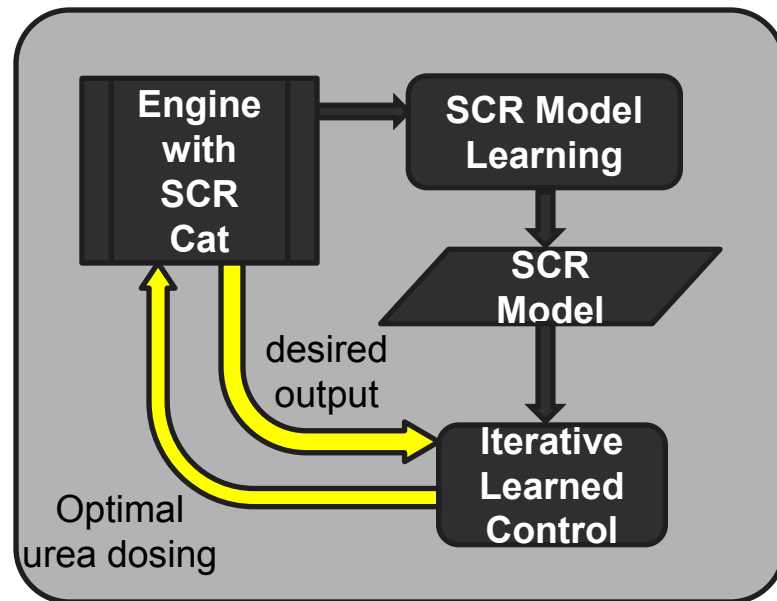 Engine
with
SCR
Cat
SCR Model
Learning
SCR
Model
desired
output
Iterative
Learned
Control
Optimal
urea dosing